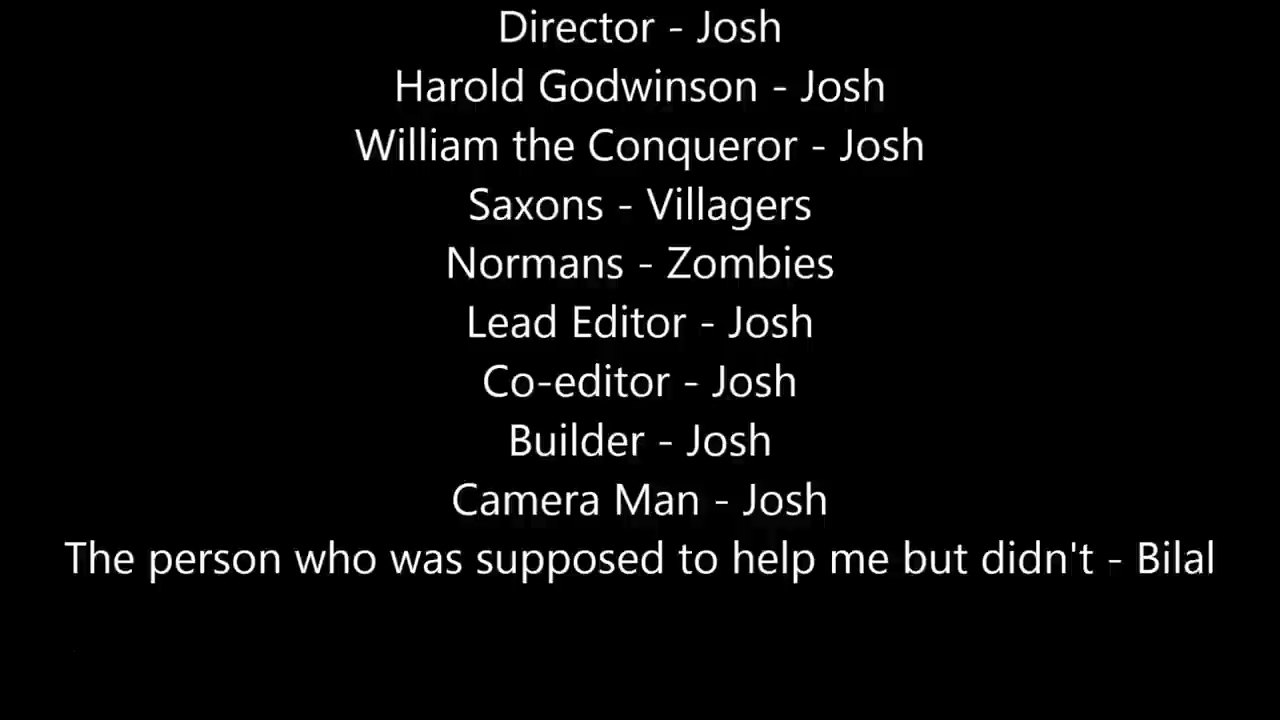 Director - Josh
Harold Godwinson - Josh
William the Conqueror - Josh
Saxons - Villagers
Normans - Zombies
Lead Editor - Josh
Co-editor - Josh
Builder - Josh
Camera Man - Josh
The person who was supposed to help me but didn't - Bilal